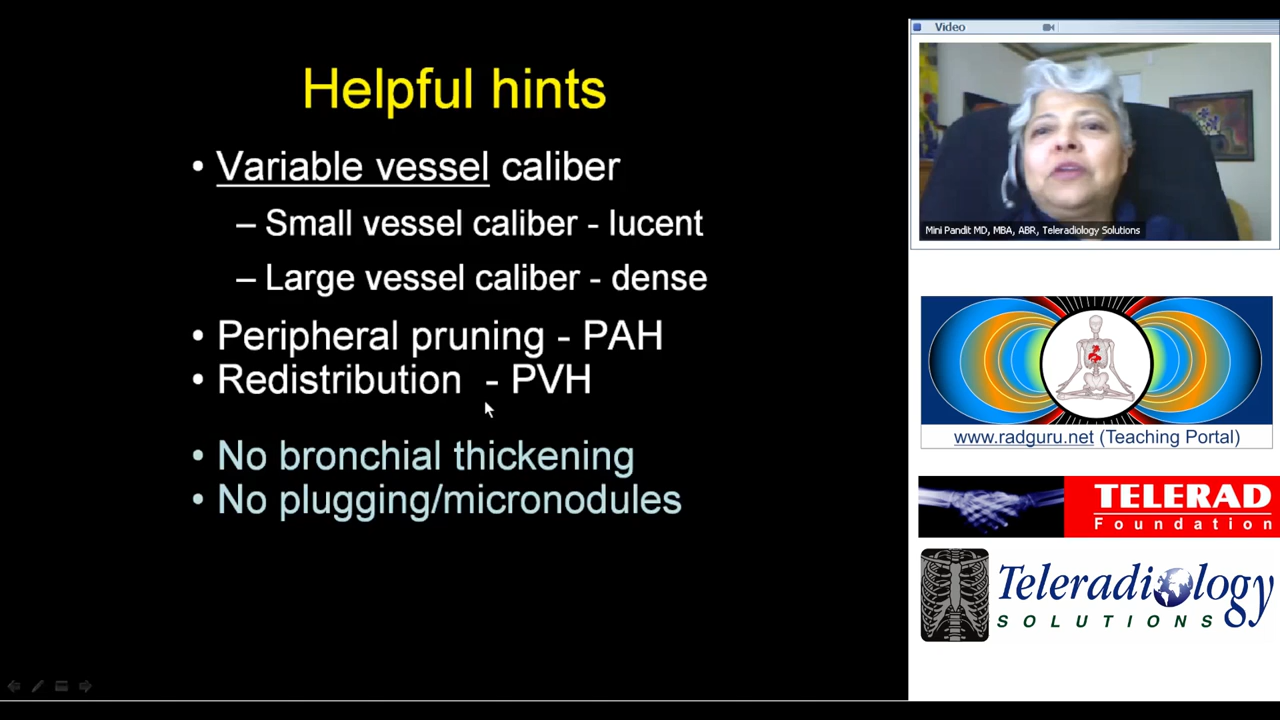 Helpful hints
• Variable vessel caliber
– Small vessel caliber - lucent
– Large vessel caliber - dense
• Peripheral pruning - PAH
• Redistribution - PVH
• No bronchial thickening
• No plugging/micronodules
Video
Mini Pandit MD, MBA, ABR, Teleradiology Solutions
www.radguru.net (Teaching Portal)
TELERAD
Foundation
Teleradiology
SOLUTIONS